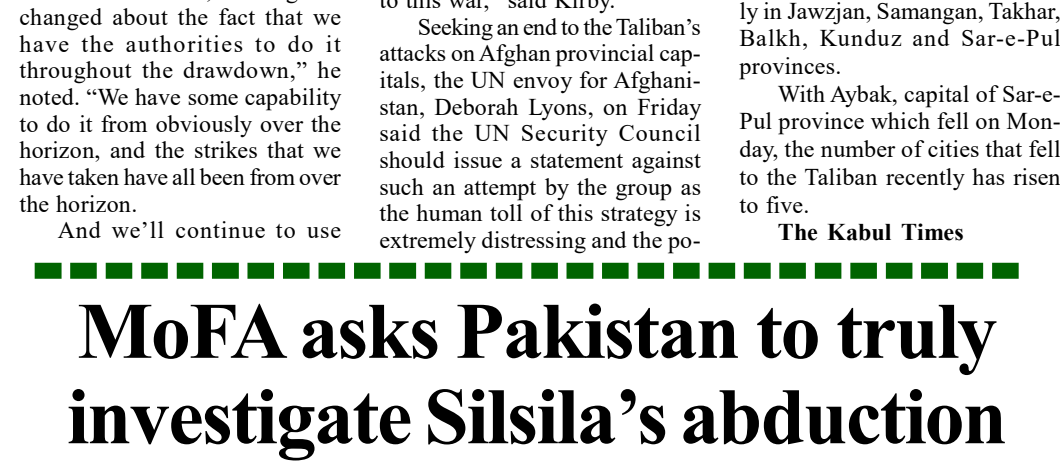 changed about the fact that we
have the authorities to do it
throughout the drawdown,” he
noted. “We have some capability
to do it from obviously over the
horizon, and the strikes that we
have taken have all been from over
the horizon.
And we’ll continue to use
to this war,” said Kirby.
Seeking an end to the Taliban’s
attacks on Afghan provincial cap-
itals, the UN envoy for Afghani-
stan, Deborah Lyons, on Friday
said the UN Security Council
should issue a statement against
such an attempt by the group as
the human toll of this strategy is
extremely distressing and the po-
ly in Jawzjan, Samangan, Takhar,
Balkh, Kunduz and Sar-e-Pul
provinces.
With Aybak, capital of Sar-e-
Pul province which fell on Mon-
day, the number of cities that fell
to the Taliban recently has risen
to five.
The Kabul Times
MoFA asks Pakistan to truly
investigate Silsila’s abduction